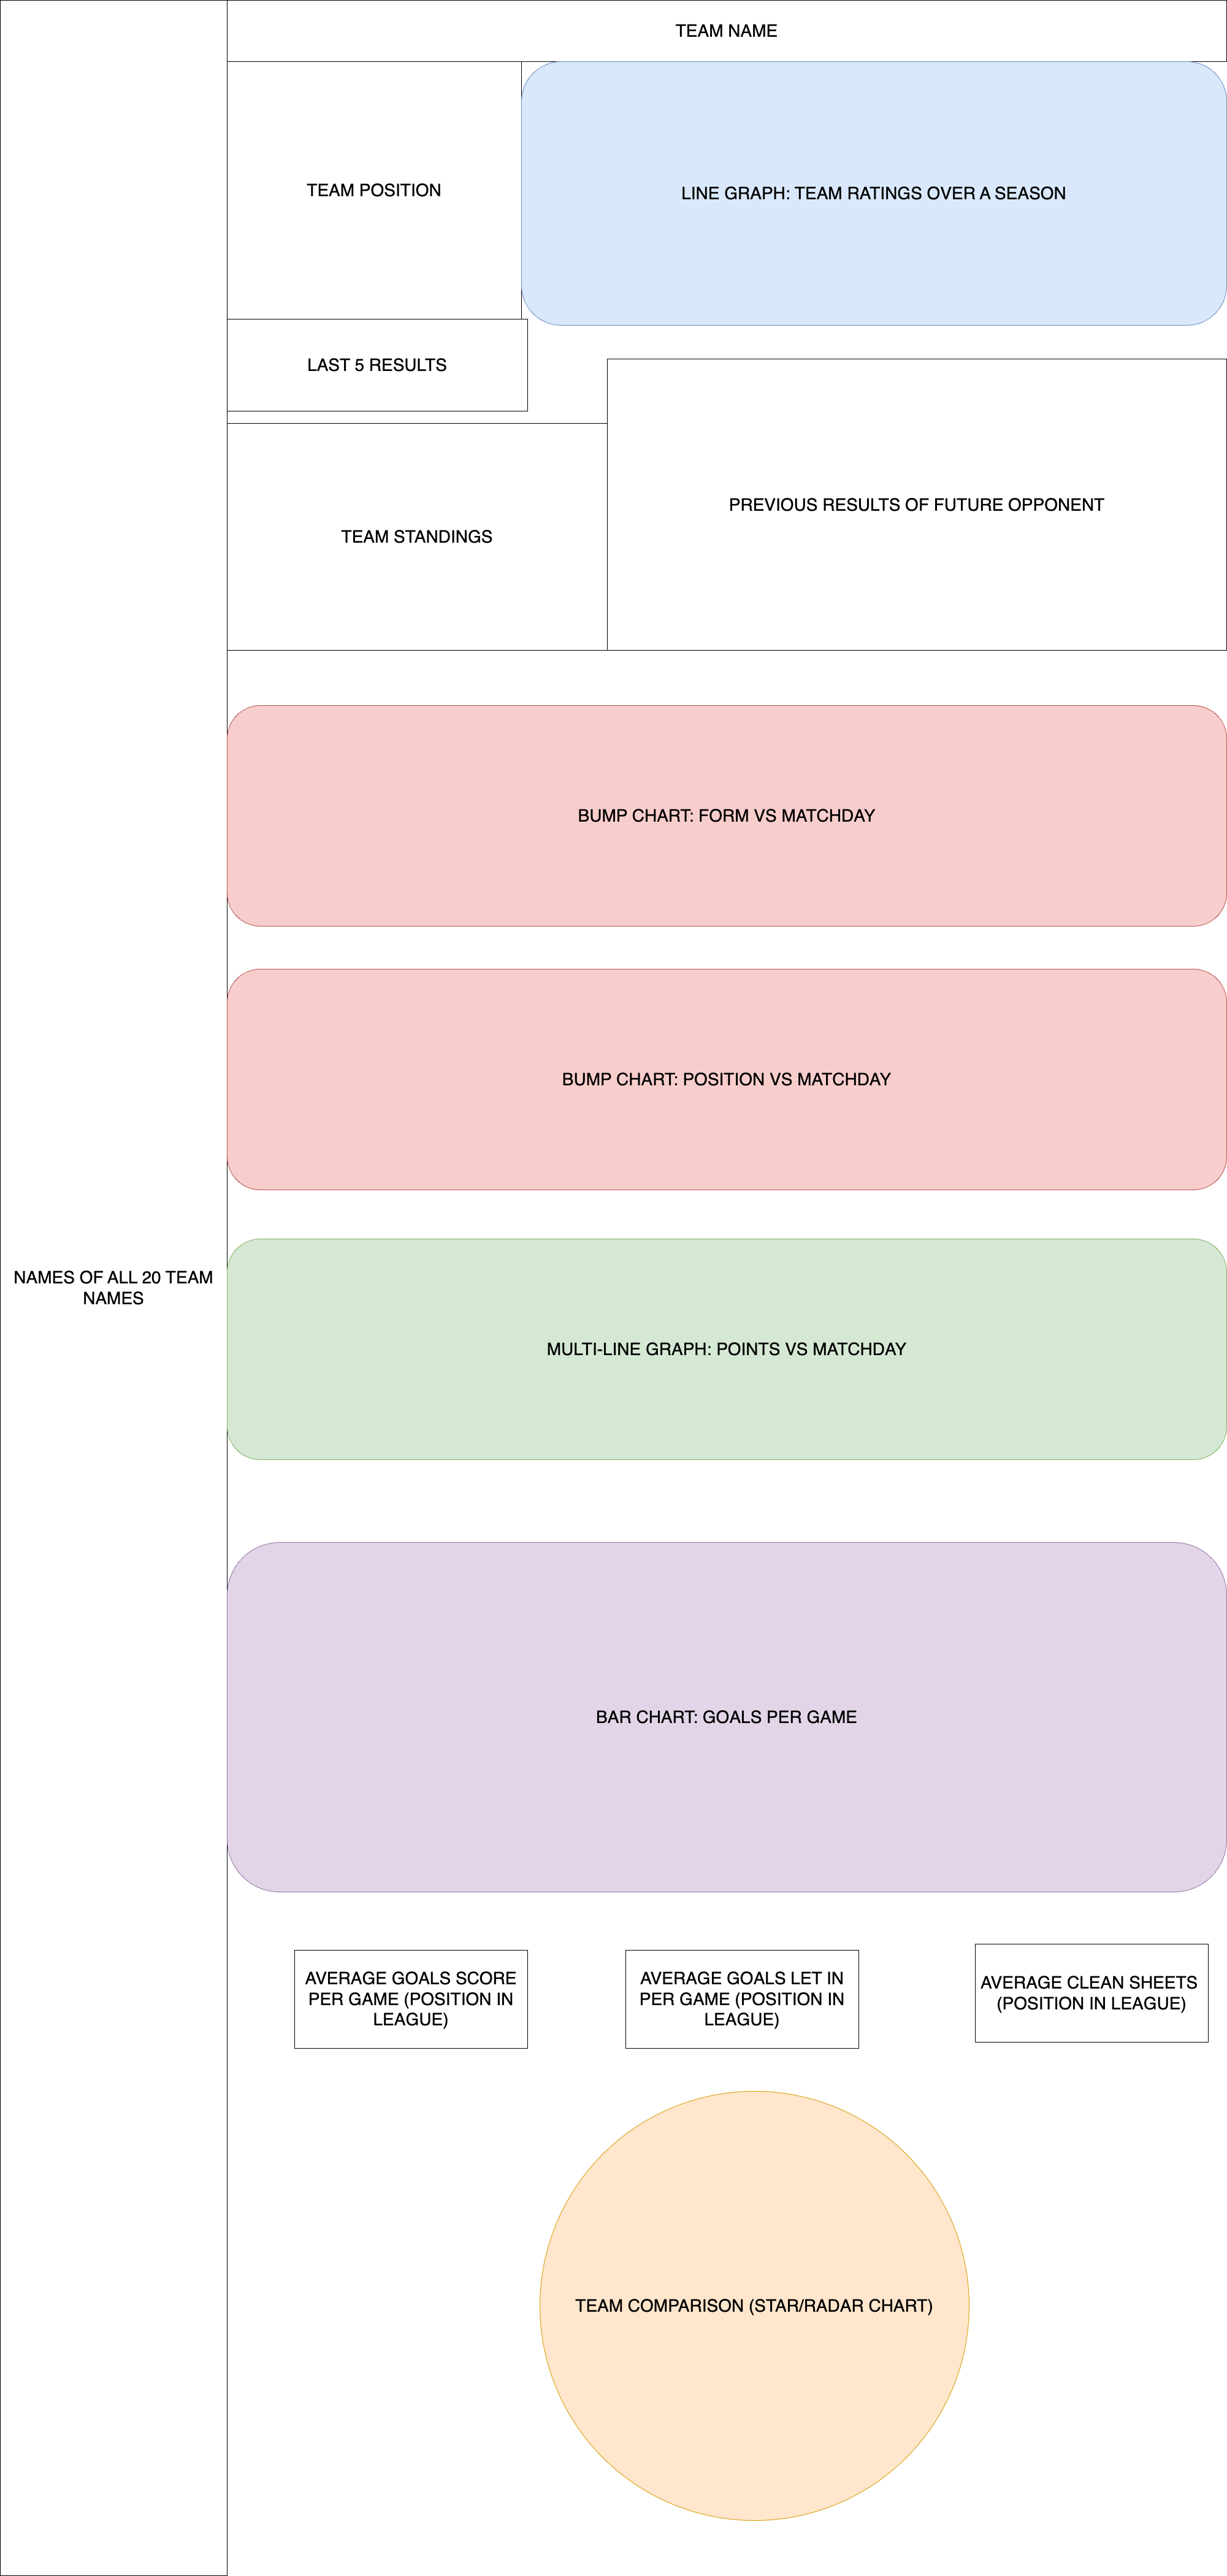 TEAM NAME
TEAM POSITION
LINE GRAPH: TEAM RATINGS OVER A SEASON
LAST 5 RESULTS
PREVIOUS RESULTS OF FUTURE OPPONENT
TEAM STANDINGS
BUMP CHART: FORM VS MATCHDAY
BUMP CHART: POSITION VS MATCHDAY
NAMES OF ALL 20 TEAM
NAMES
MULTI-LINE GRAPH: POINTS VS MATCHDAY
BAR CHART: GOALS PER GAME
AVERAGE GOALS SCORE
PER GAME (POSITION IN
LEAGUE)
AVERAGE GOALS LET IN
PER GAME (POSITION IN
LEAGUE)
AVERAGE CLEAN SHEETS
(POSITION IN LEAGUE)
TEAM COMPARISON (STAR/RADAR CHART)